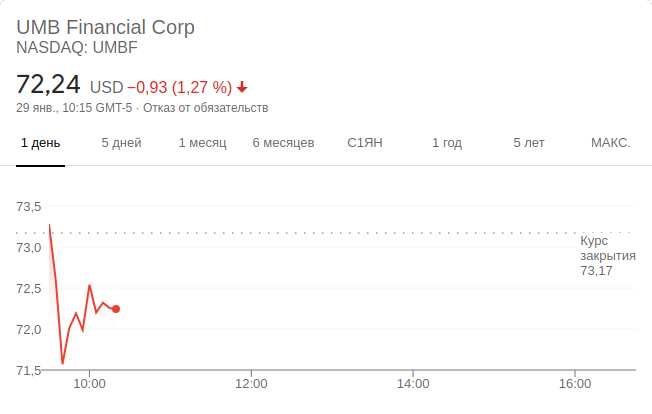 UMB Financial Corp
NASDAQ: UMBF
72,24 USD −0,93 (1,27 %)
29 янв., 10:15 GMT-5 · Отказ от обязательств
1 день 5 дней 1 месяц 6 месяцев С1ЯН 1 год 5 лет МАКС.
73,5
73,0
72,5
72,0
71,5
Курс
закрытия
73,17
10:00 12:00 14:00 16:00